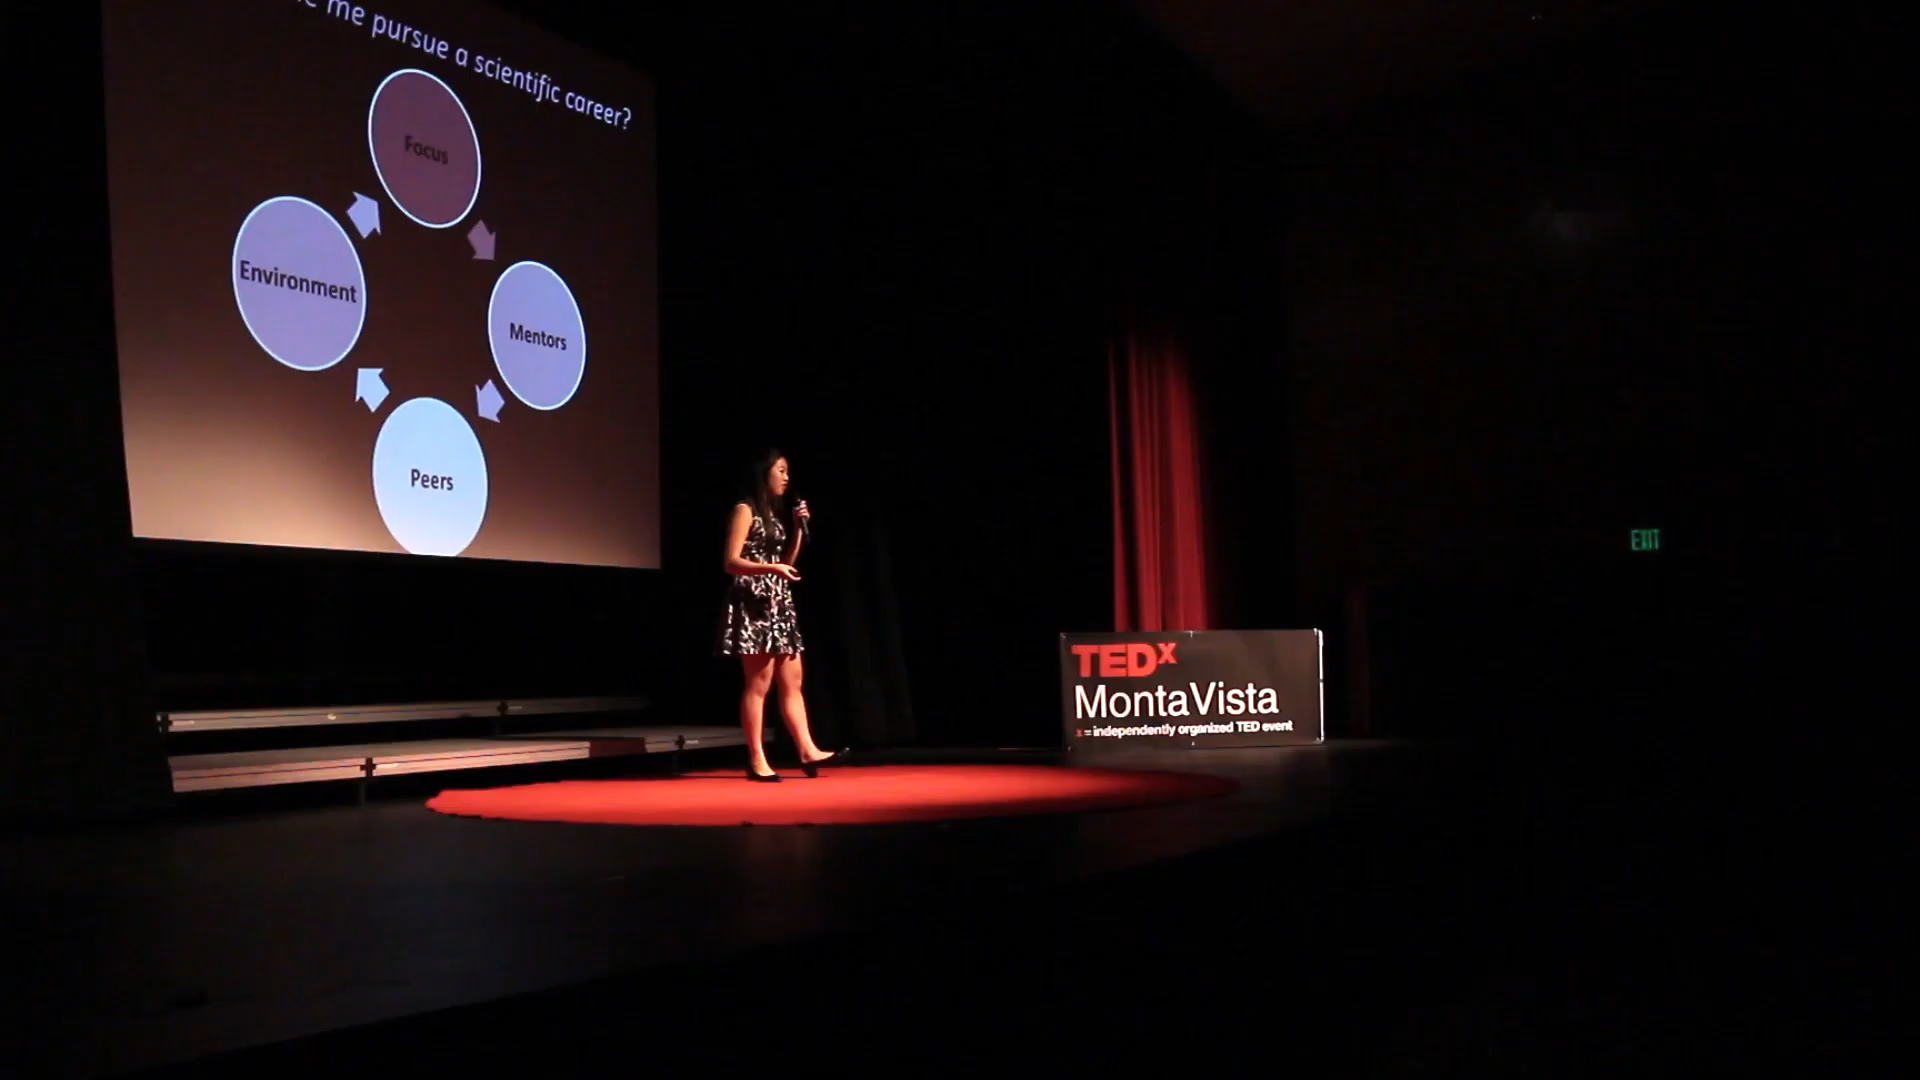 me pursue a scientific career?
Focus
Environment
Mentors
Peers
TEDx
MontaVista
x = independently organized TED event
EXIT